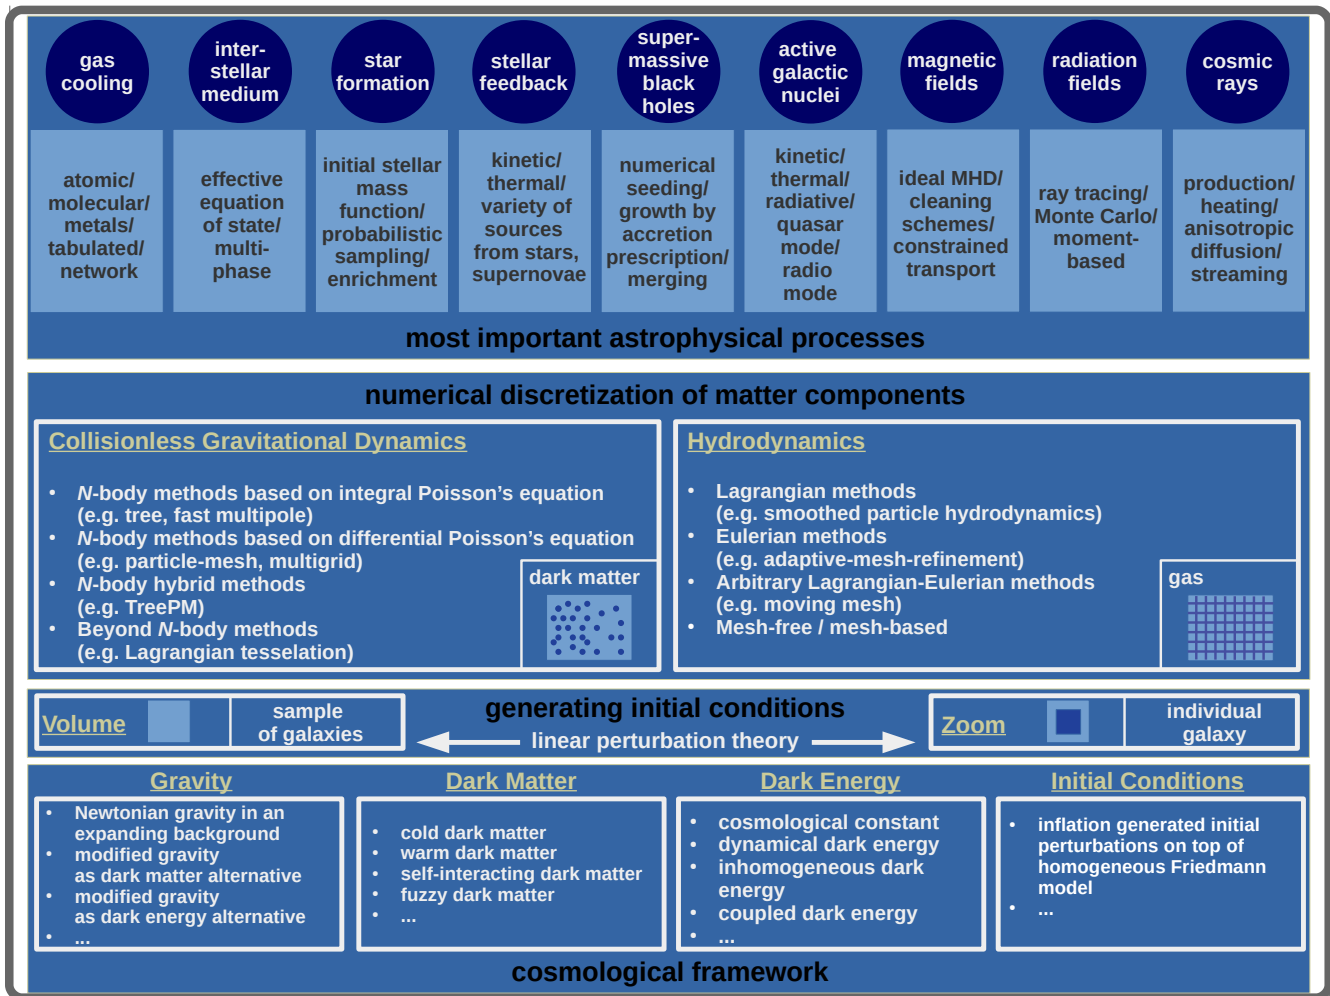 gas
cooling
inter-
stellar
medium
star
formation
stellar
feedback
super-
massive
black
holes
active
galactic
nuclei
magnetic
fields
radiation
fields
cosmic
rays
atomic/
molecular/
metals/
tabulated/
network
effective
equation
of state/
multi-
phase
initial stellar
mass
function/
probabilistic
sampling/
enrichment
kinetic/
thermal/
variety of
sources
from stars,
supernovae
numerical
seeding/
growth by
accretion
prescription/
merging
kinetic/
thermal/
radiative/
quasar
mode/
radio
mode
ideal MHD/
cleaning
schemes/
constrained
transport
ray tracing/
Monte Carlo/
moment-
based
production/
heating/
anisotropic
diffusion/
streaming
most important astrophysical processes
numerical discretization of matter components
Collisionless Gravitational Dynamics
• N-body methods based on integral Poisson's equation
(e.g. tree, fast multipole)
• N-body methods based on differential Poisson's equation
(e.g. particle-mesh, multigrid)
• N-body hybrid methods
(e.g. TreePM)
• Beyond N-body methods
(e.g. Lagrangian tesselation)
dark matter
Hydrodynamics
• Lagrangian methods
(e.g. smoothed particle hydrodynamics)
• Eulerian methods
(e.g. adaptive-mesh-refinement)
• Arbitrary Lagrangian-Eulerian methods
(e.g. moving mesh)
• Mesh-free / mesh-based
gas
Volume
sample
of galaxies
generating initial conditions
linear perturbation theory
Zoom
individual
galaxy
Gravity
• Newtonian gravity in an
expanding background
• modified gravity
as dark matter alternative
• modified gravity
as dark energy alternative
• ...
Dark Matter
• cold dark matter
• warm dark matter
• self-interacting dark matter
• fuzzy dark matter
• ...
Dark Energy
• cosmological constant
• dynamical dark energy
• inhomogeneous dark
energy
• coupled dark energy
• ...
Initial Conditions
• inflation generated initial
perturbations on top of
homogeneous Friedmann
model
• ...
cosmological framework